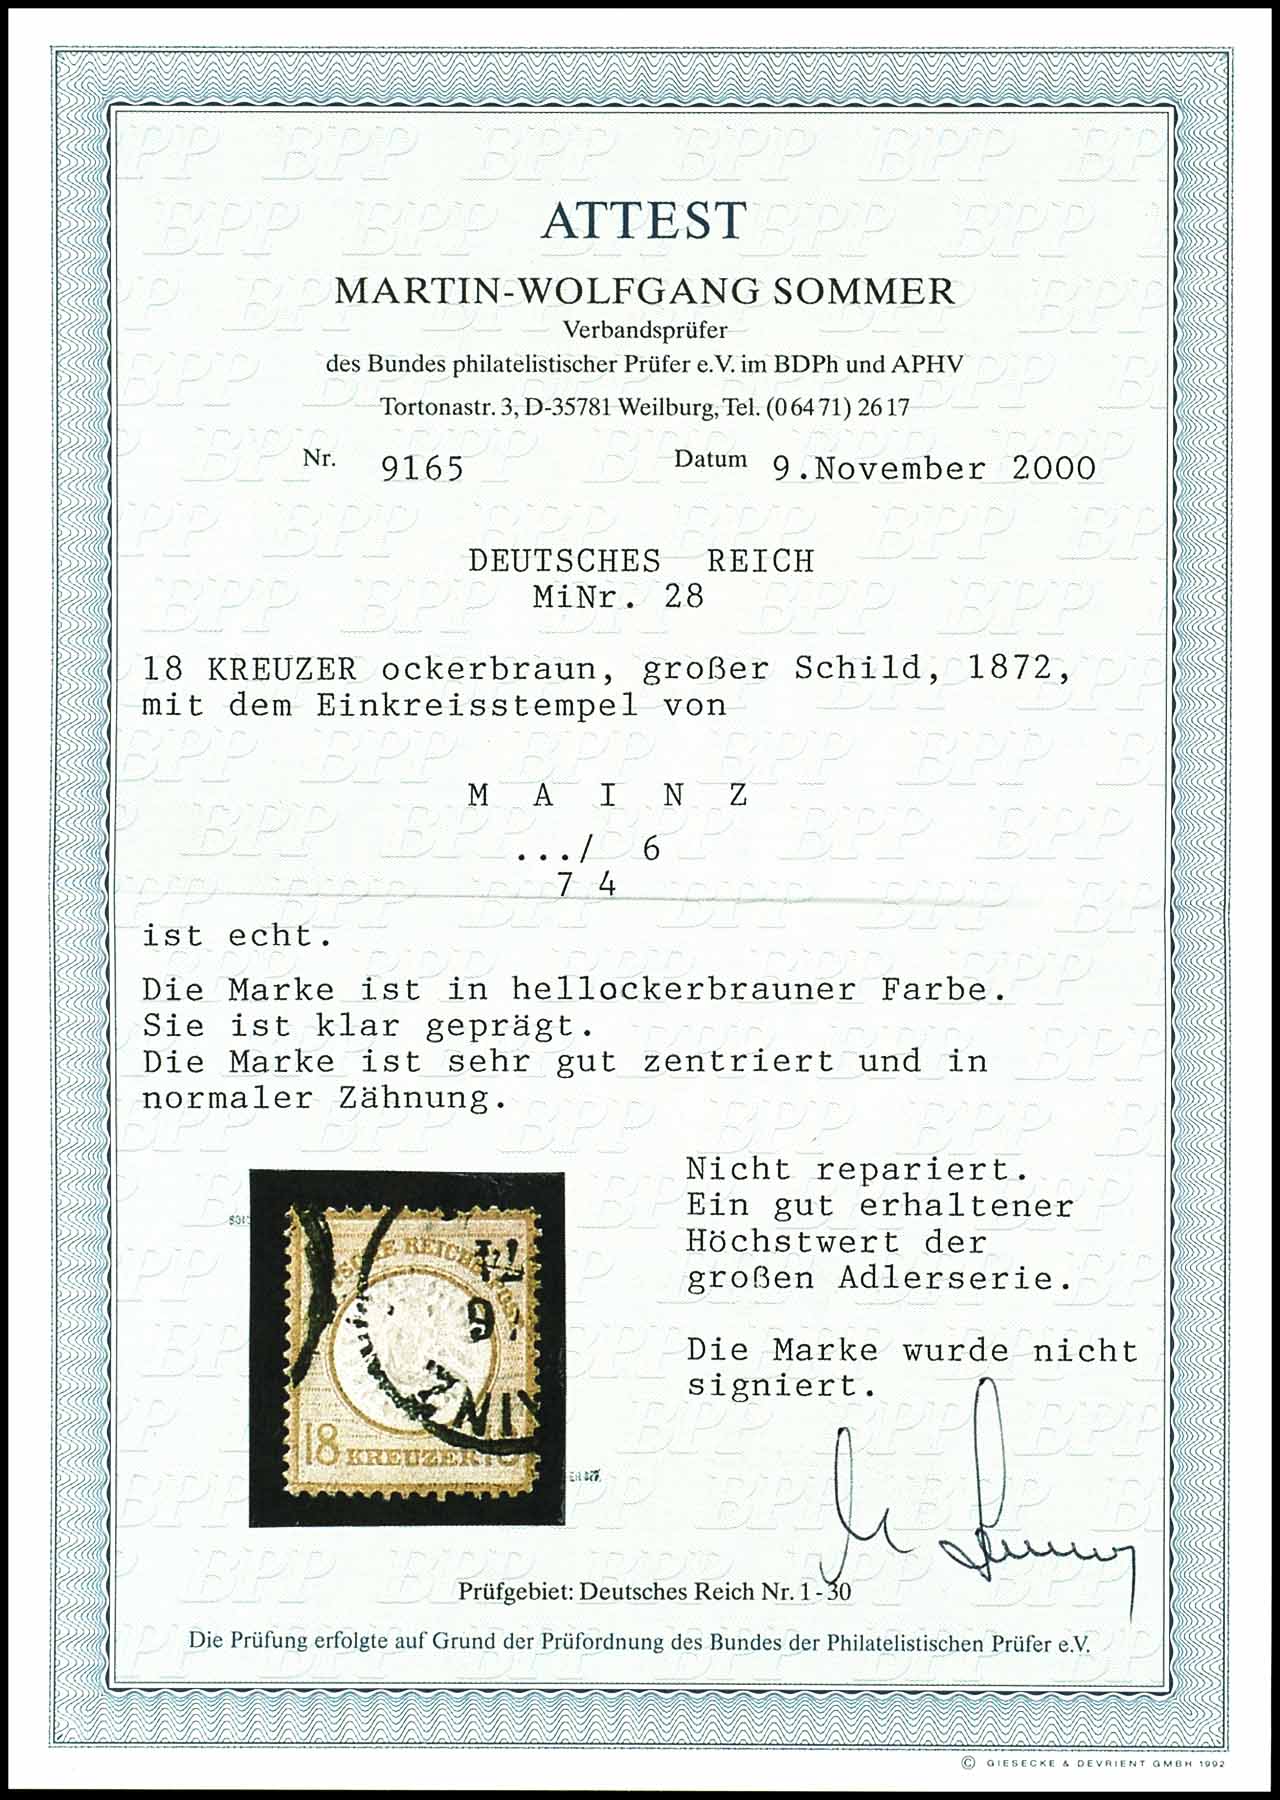 ATTEST
MARTIN-WOLFGANG SOMMER
Verbandsprüfer
des Bundes philatelistischer Prüfer e.V. im BDPh und APHV
Tortonastr. 3, D-35781 Weilburg, Tel. (0 64 71) 26 17
Nr. 9165 Datum 9.November 2000
DEUTSCHES REICH
MiNr. 28
18 KREUZER ockerbraun, großer Schild, 1872,
mit dem Einkreisstempel von
M A I N Z
.../ 6
7 4
ist echt.
Die Marke ist in hellockerbrauner Farbe.
Sie ist klar geprägt.
Die Marke ist sehr gut zentriert und in
normaler Zähnung.
Nicht repariert.
Ein gut erhaltener
Höchstwert der
großen Adlerserie.
Die Marke wurde nicht
signiert.
18 KREUZER
Prüfgebiet: Deutsches Reich Nr. 1 - 30
Die Prüfung erfolgte auf Grund der Prüfordnung des Bundes der Philatelistischen Prüfer e.V.
© GIESECKE & DEVRIENT GMBH 1992